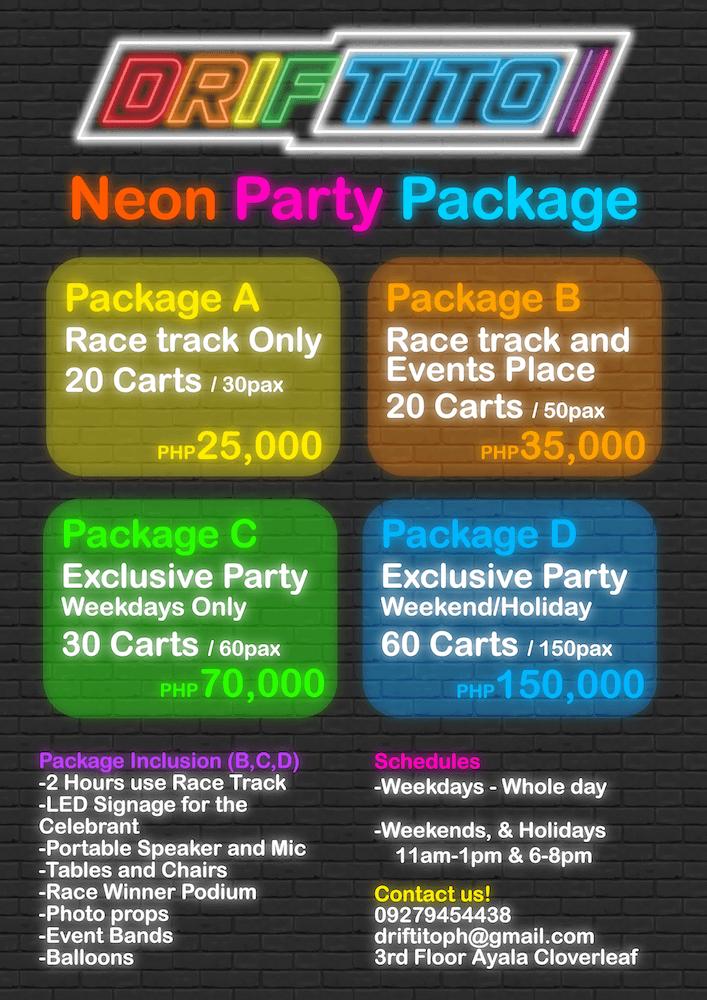 DRIFTITO
Neon Party Package
Package A
Race track Only
20 Carts / 30pax
PHP25,000
Package B
Race track and
Events Place
20 Carts / 50pax
PHP35,000
Package C
Exclusive Party
Weekdays Only
30 Carts / 60pax
PHP70,000
Package D
Exclusive Party
Weekend/Holiday
60 Carts / 150pax
PHP150,000
Package Inclusion (B,C,D)
-2 Hours use Race Track
-LED Signage for the
Celebrant
-Portable Speaker and Mic
-Tables and Chairs
-Race Winner Podium
-Photo props
-Event Bands
-Balloons
Schedules
-Weekdays - Whole day
-Weekends, & Holidays
11am-1pm & 6-8pm
Contact us!
09279454438
driftitoph@gmail.com
3rd Floor Ayala Cloverleaf